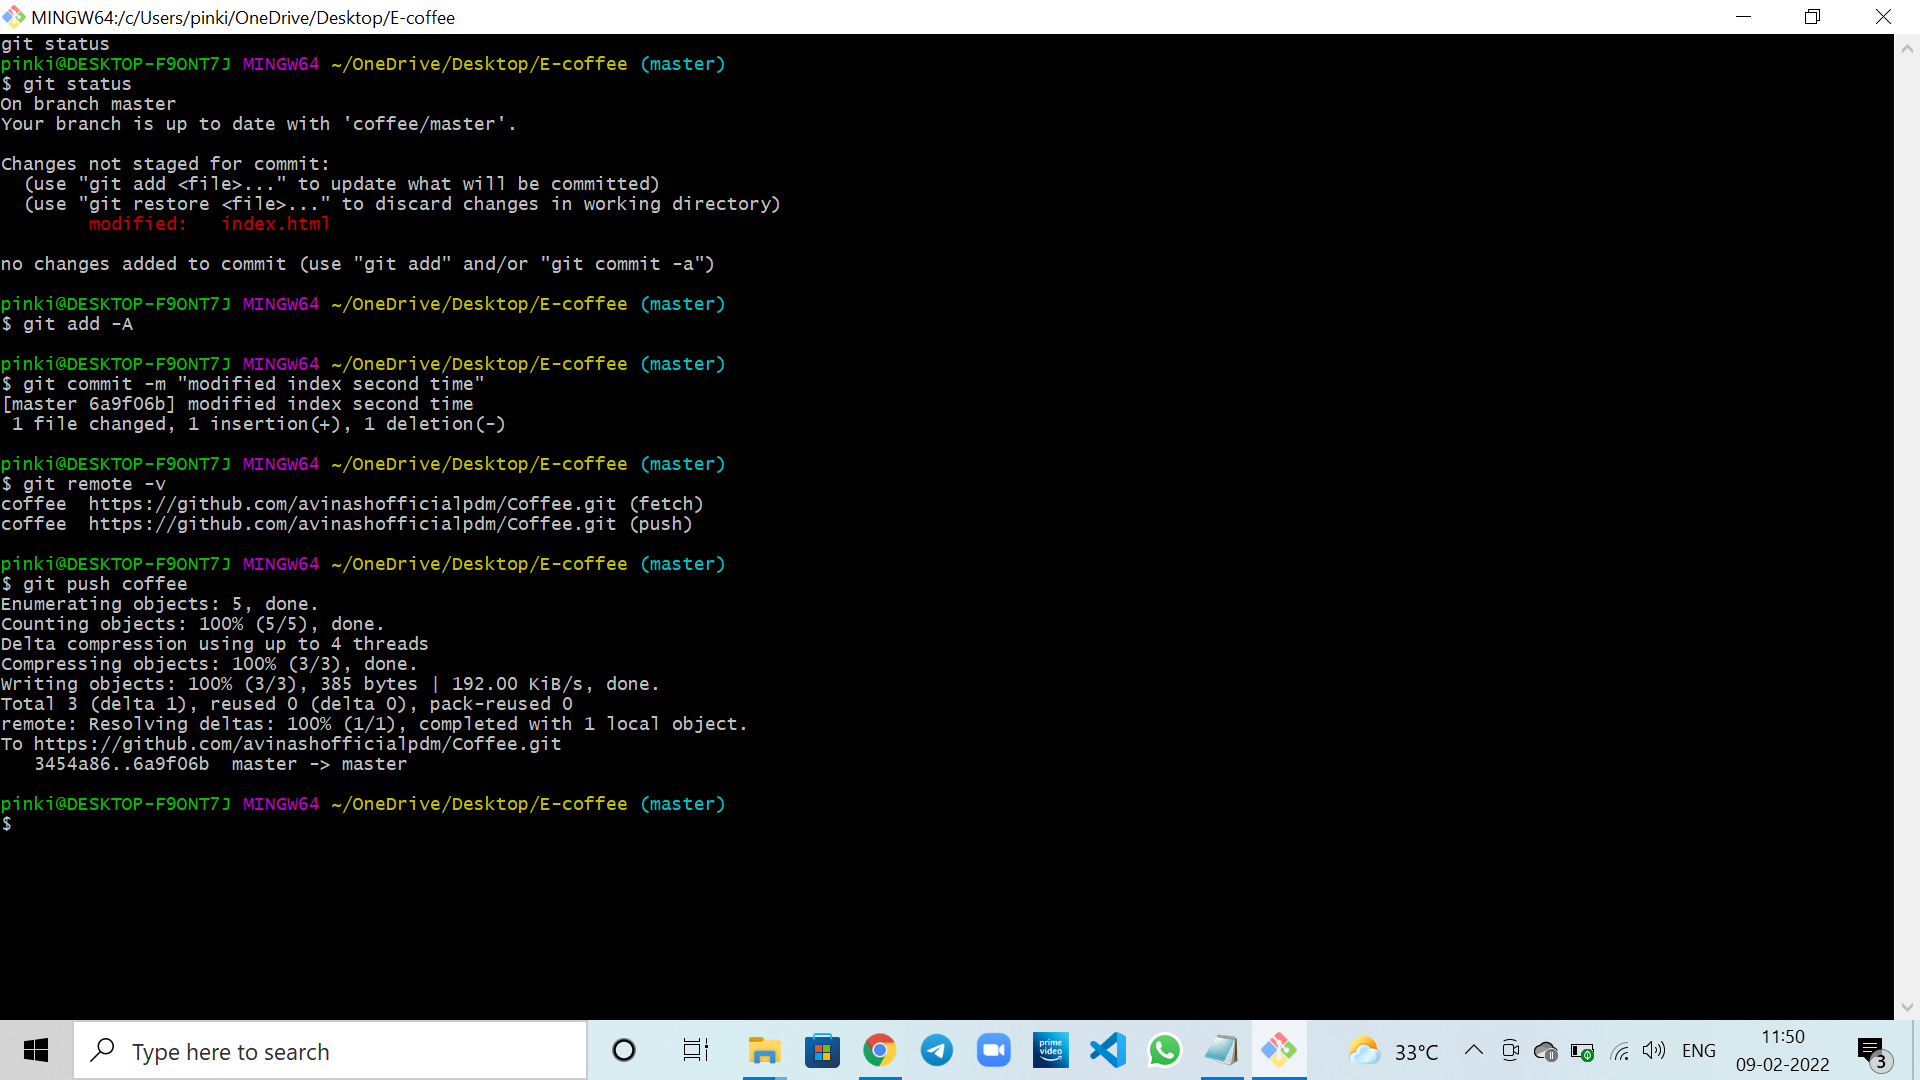 MINGW64:/c/Users/pinki/OneDrive/Desktop/E-coffee
git status
pinki@DESKTOP-F9ONT7J MINGW64 ~/OneDrive/Desktop/E-coffee (master)
$ git status
On branch master
Your branch is up to date with 'coffee/master'.
Changes not staged for commit:
(use "git add <file>..." to update what will be committed)
(use "git restore <file>..." to discard changes in working directory)
modified:   index.html
no changes added to commit (use "git add" and/or "git commit -a")
pinki@DESKTOP-F9ONT7J MINGW64 ~/OneDrive/Desktop/E-coffee (master)
$ git add -A
pinki@DESKTOP-F9ONT7J MINGW64 ~/OneDrive/Desktop/E-coffee (master)
$ git commit -m "modified index second time"
[master 6a9f06b] modified index second time
1 file changed, 1 insertion(+), 1 deletion(-)
pinki@DESKTOP-F9ONT7J MINGW64 ~/OneDrive/Desktop/E-coffee (master)
$ git remote -v
coffee  https://github.com/avinashofficialpdm/Coffee.git (fetch)
coffee  https://github.com/avinashofficialpdm/Coffee.git (push)
pinki@DESKTOP-F9ONT7J MINGW64 ~/OneDrive/Desktop/E-coffee (master)
$ git push coffee
Enumerating objects: 5, done.
Counting objects: 100% (5/5), done.
Delta compression using up to 4 threads
Compressing objects: 100% (3/3), done.
Writing objects: 100% (3/3), 385 bytes | 192.00 KiB/s, done.
Total 3 (delta 1), reused 0 (delta 0), pack-reused 0
remote: Resolving deltas: 100% (1/1), completed with 1 local object.
To https://github.com/avinashofficialpdm/Coffee.git
3454a86..6a9f06b  master -> master
pinki@DESKTOP-F9ONT7J MINGW64 ~/OneDrive/Desktop/E-coffee (master)
$
Type here to search
prime video
33°C
ENG
11:50
09-02-2022
3